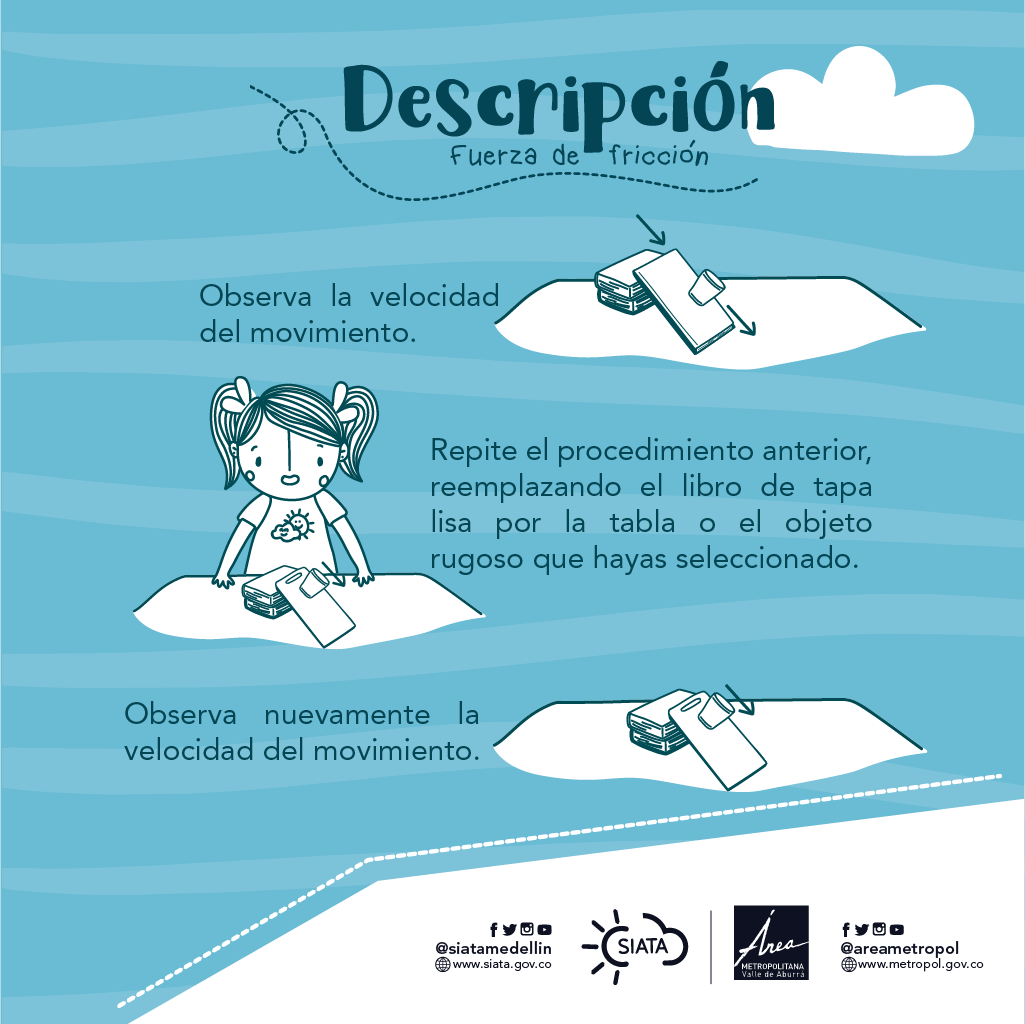 Descripción
Fuerza de fricción
Observa la velocidad
del movimiento.
Repite el procedimiento anterior,
reemplazando el libro de tapa
lisa por la tabla o el objeto
rugoso que hayas seleccionado.
Observa nuevamente la
velocidad del movimiento.
@siatamedellin
www.siata.gov.co
SIATA
Área
METROPOLITANA
Valle de Aburrá
@areametropol
www.metropol.gov.co